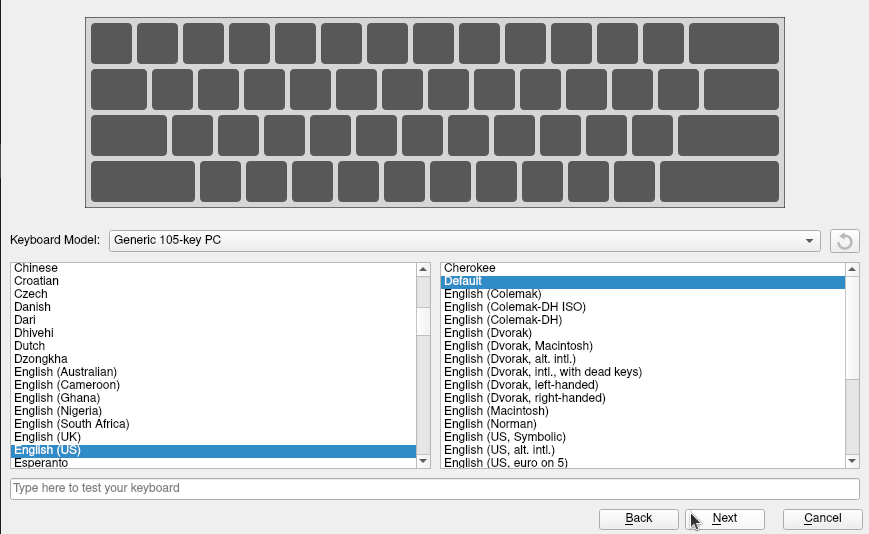 Keyboard Model: Generic 105-key PC
Chinese
Croatian
Czech
Danish
Dari
Dhivehi
Dutch
Dzongkha
English (Australian)
English (Cameroon)
English (Ghana)
English (Nigeria)
English (South Africa)
English (UK)
English (US)
Esperanto
Cherokee
Default
English (Colemak)
English (Colemak-DH ISO)
English (Colemak-DH)
English (Dvorak)
English (Dvorak, Macintosh)
English (Dvorak, alt. intl.)
English (Dvorak, intl., with dead keys)
English (Dvorak, left-handed)
English (Dvorak, right-handed)
English (Macintosh)
English (Norman)
English (US, Symbolic)
English (US, alt. intl.)
English (US, euro on 5)
Type here to test your keyboard
Back Next Cancel